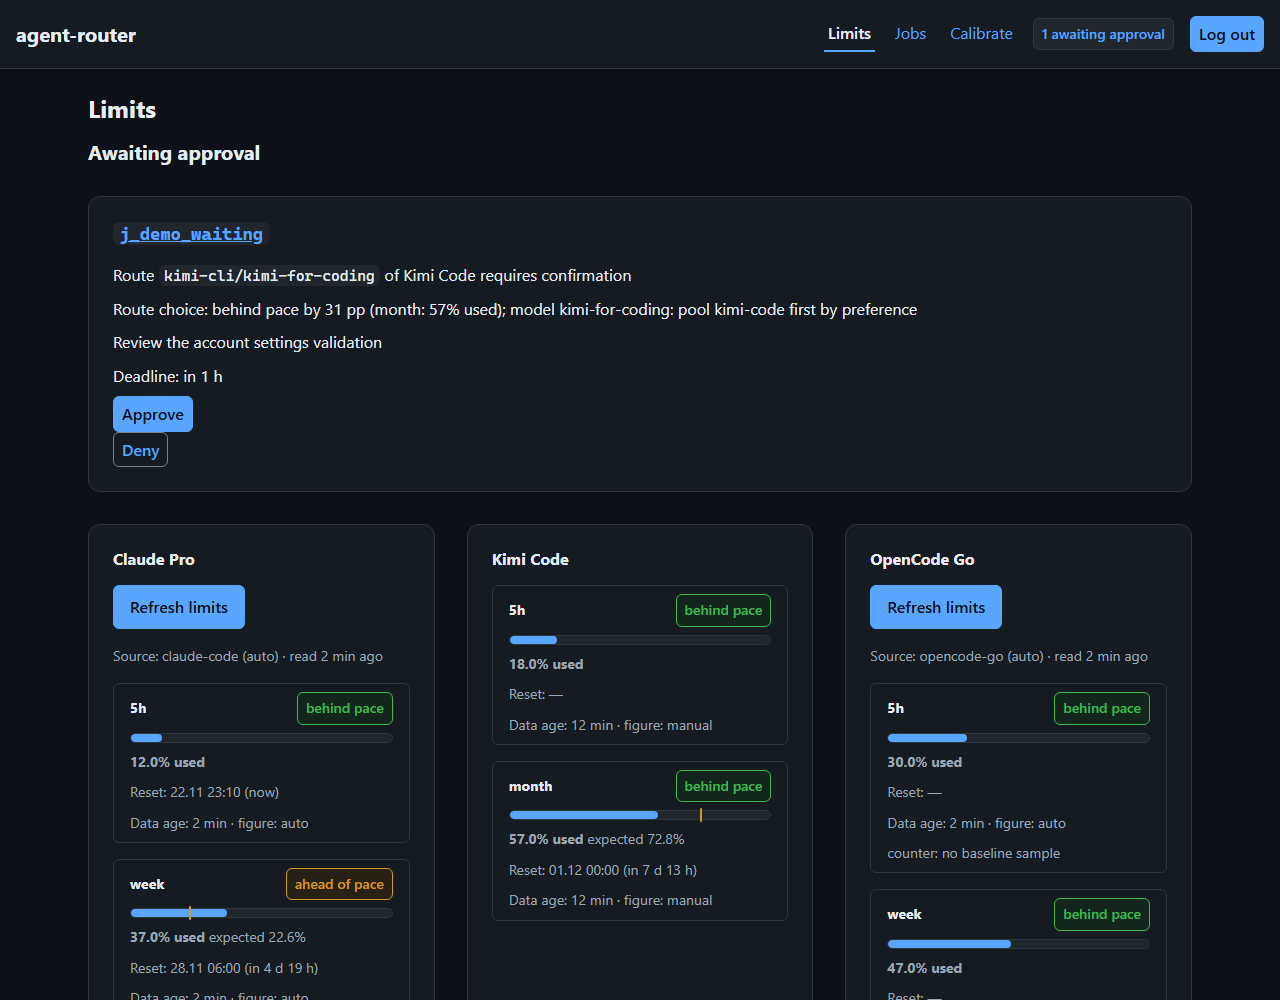 agent-router
Limits
Jobs
Calibrate
1 awaiting approval
Log out
Limits
Awaiting approval
j_demo_waiting
Route kimi-cli/kimi-for-coding of Kimi Code requires confirmation
Route choice: behind pace by 31 pp (month: 57% used); model kimi-for-coding: pool kimi-code first by preference
Review the account settings validation
Deadline: in 1 h
Approve
Deny
Claude Pro
Refresh limits
Source: claude-code (auto) · read 2 min ago
5h
behind pace
12.0% used
Reset: 22.11 23:10 (now)
Data age: 2 min · figure: auto
week
ahead of pace
37.0% used expected 22.6%
Reset: 28.11 06:00 (in 4 d 19 h)
Data age: 2 min · figure: auto
Kimi Code
5h
behind pace
18.0% used
Reset: —
Data age: 12 min · figure: manual
month
behind pace
57.0% used expected 72.8%
Reset: 01.12 00:00 (in 7 d 13 h)
Data age: 12 min · figure: manual
OpenCode Go
Refresh limits
Source: opencode-go (auto) · read 2 min ago
5h
behind pace
30.0% used
Reset: —
Data age: 2 min · figure: auto
counter: no baseline sample
week
behind pace
47.0% used
Reset: —